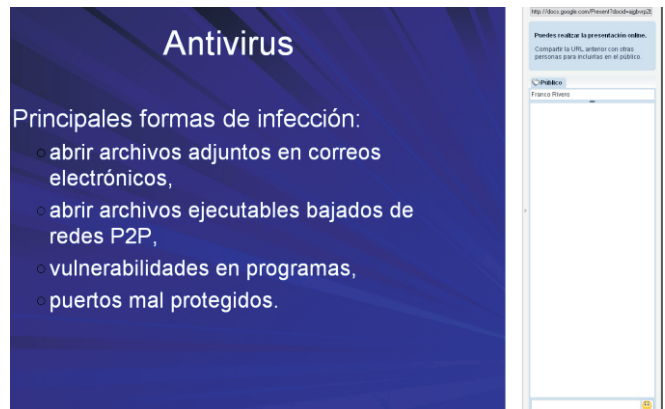 Antivirus
Principales formas de infección:
abrir archivos adjuntos en correos
electrónicos,
abrir archivos ejecutables bajados de
redes P2P,
vulnerabilidades en programas,
puertos mal protegidos.
Puedes realizar la presentación online.
Compartir la URL anterior con otras
personas para incluirlas en el público.
Público
Franco Rivero